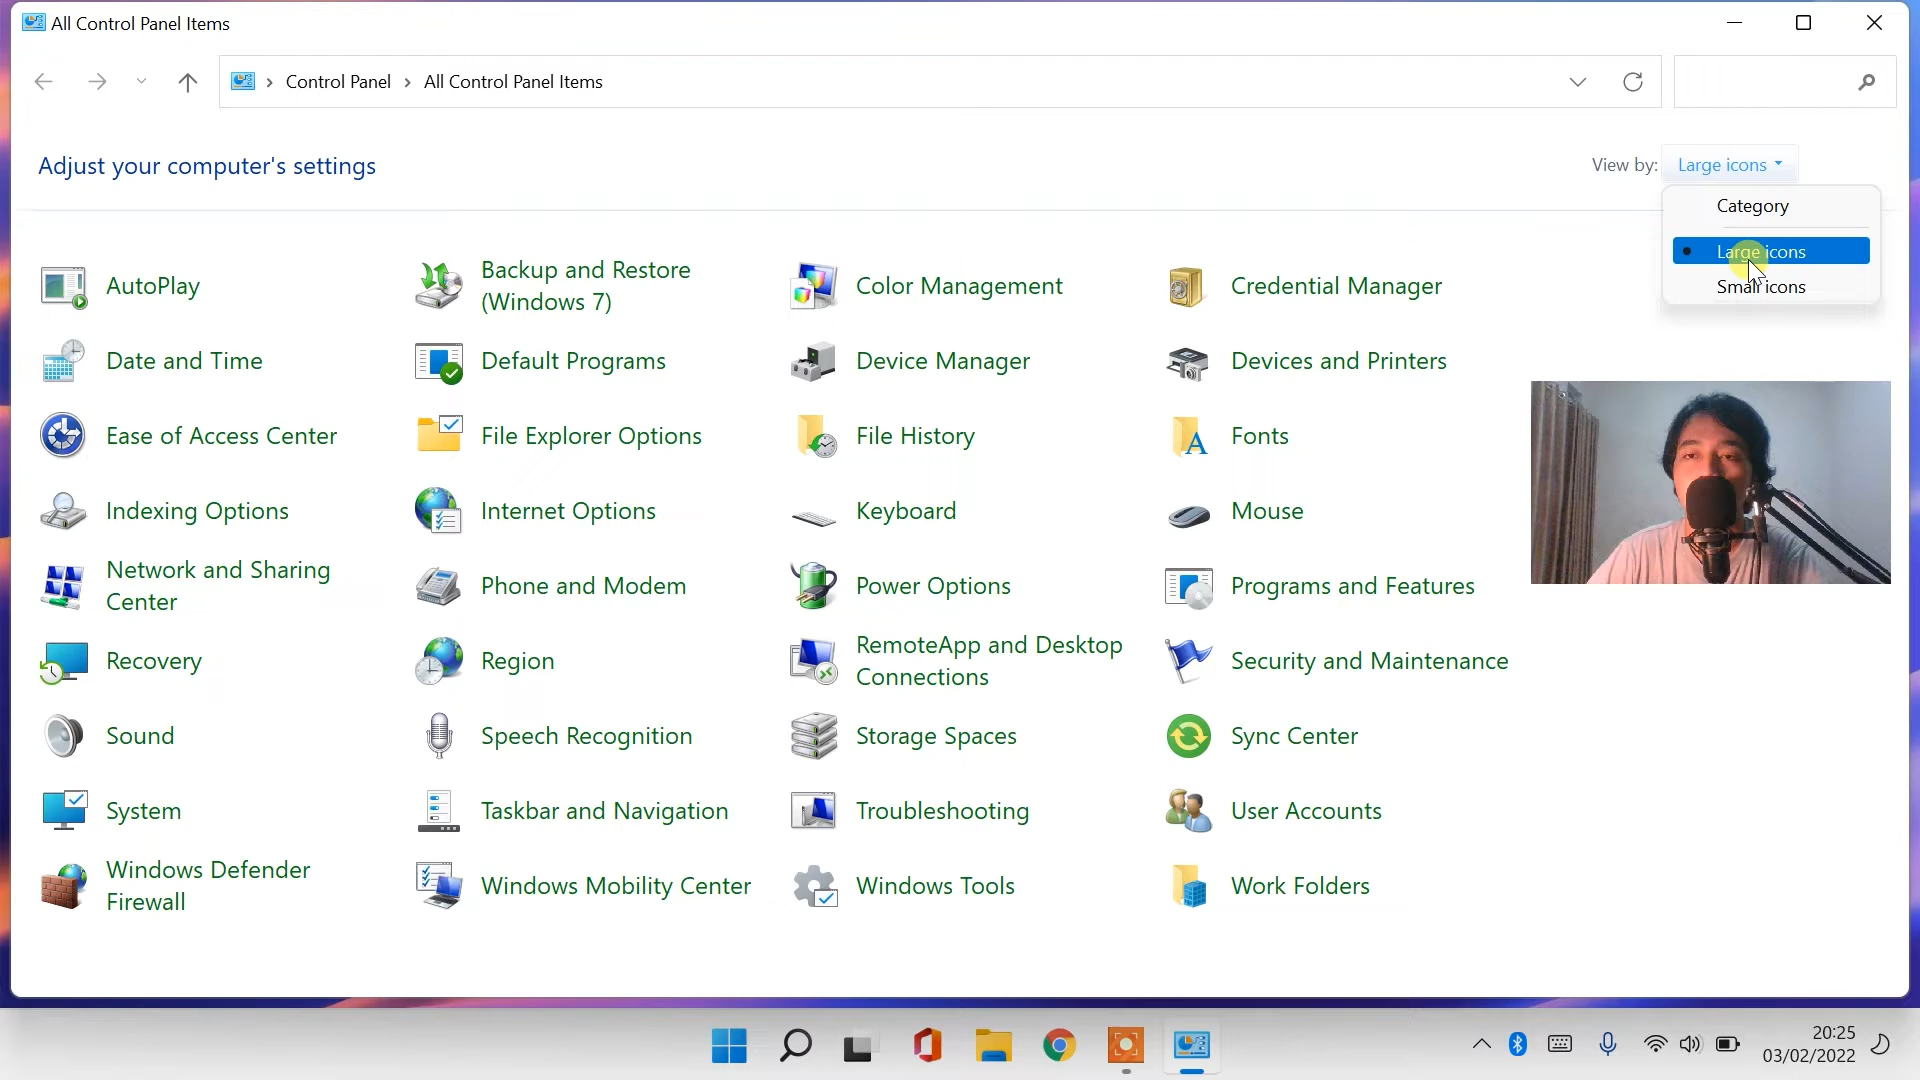 All Control Panel Items
Control Panel › All Control Panel Items
Adjust your computer's settings
View by: Large icons
Category
Large icons
Small icons
AutoPlay
Backup and Restore
(Windows 7)
Color Management
Credential Manager
Date and Time
Default Programs
Device Manager
Devices and Printers
Ease of Access Center
File Explorer Options
File History
Fonts
Indexing Options
Internet Options
Keyboard
Mouse
Network and Sharing
Center
Phone and Modem
Power Options
Programs and Features
Recovery
Region
RemoteApp and Desktop
Connections
Security and Maintenance
Sound
Speech Recognition
Storage Spaces
Sync Center
System
Taskbar and Navigation
Troubleshooting
User Accounts
Windows Defender
Firewall
Windows Mobility Center
Windows Tools
Work Folders
20:25
03/02/2022